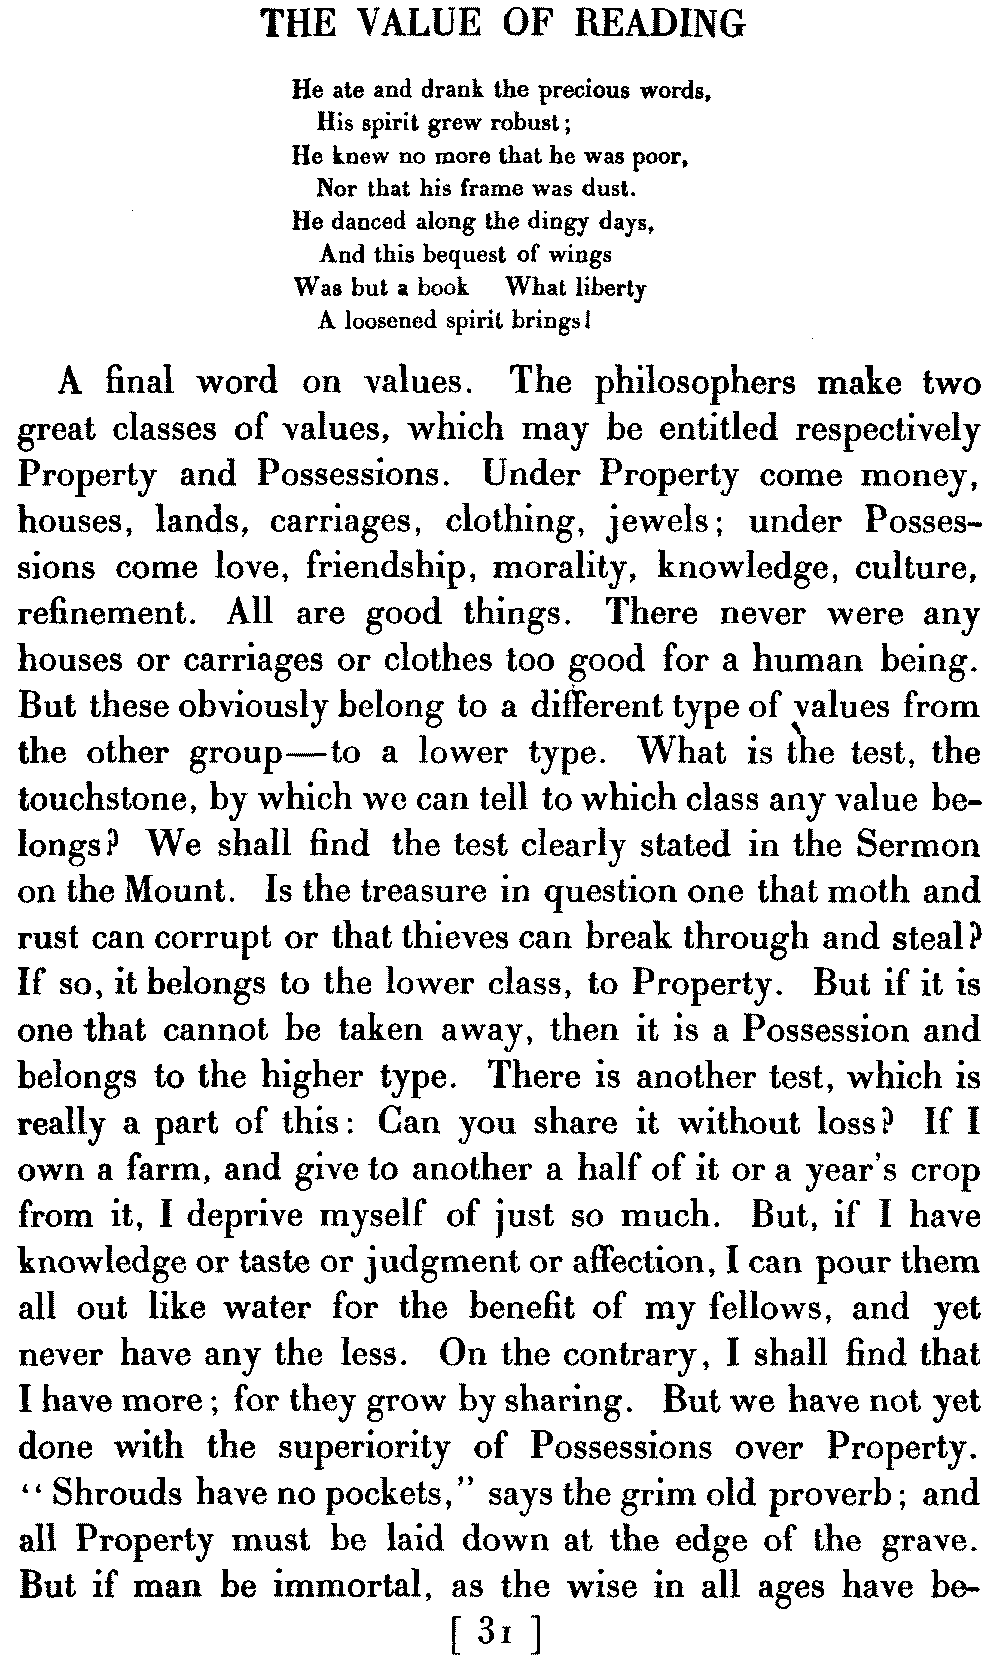 THE VALUE OF READING
He ate and drank the precious words,
His spirit grew robust;
He knew no more that he was poor,
Nor that his frame was dust.
He danced along the dingy days,
And this bequest of wings
Was but a book What liberty
A loosened spirit brings!
A final word on values. The philosophers make two
great classes of values, which may be entitled respectively
Property and Possessions. Under Property come money,
houses, lands, carriages, clothing, jewels; under Posses-
sions come love, friendship, morality, knowledge, culture,
refinement. All are good things. There never were any
houses or carriages or clothes too good for a human being.
But these obviously belong to a different type of values from
the other group—to a lower type. What is the test, the
touchstone, by which we can tell to which class any value be-
longs? We shall find the test clearly stated in the Sermon
on the Mount. Is the treasure in question one that moth and
rust can corrupt or that thieves can break through and steal?
If so, it belongs to the lower class, to Property. But if it is
one that cannot be taken away, then it is a Possession and
belongs to the higher type. There is another test, which is
really a part of this: Can you share it without loss? If I
own a farm, and give to another a half of it or a year's crop
from it, I deprive myself of just so much. But, if I have
knowledge or taste or judgment or affection, I can pour them
all out like water for the benefit of my fellows, and yet
never have any the less. On the contrary, I shall find that
I have more; for they grow by sharing. But we have not yet
done with the superiority of Possessions over Property.
“Shrouds have no pockets,” says the grim old proverb; and
all Property must be laid down at the edge of the grave.
But if man be immortal, as the wise in all ages have be-
[ 31 ]